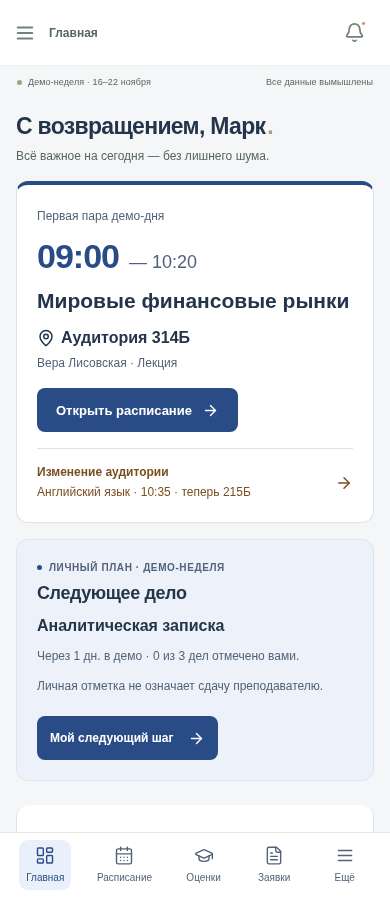 Главная
Демо-неделя · 16–22 ноября
Все данные вымышлены
С возвращением, Марк.
Всё важное на сегодня — без лишнего шума.
Первая пара демо-дня
09:00 — 10:20
Мировые финансовые рынки
Аудитория 314Б
Вера Лисовская · Лекция
Открыть расписание
Изменение аудитории
Английский язык · 10:35 · теперь 215Б
ЛИЧНЫЙ ПЛАН · ДЕМО-НЕДЕЛЯ
Следующее дело
Аналитическая записка
Через 1 дн. в демо · 0 из 3 дел отмечено вами.
Личная отметка не означает сдачу преподавателю.
Мой следующий шаг
Главная
Расписание
Оценки
Заявки
Ещё